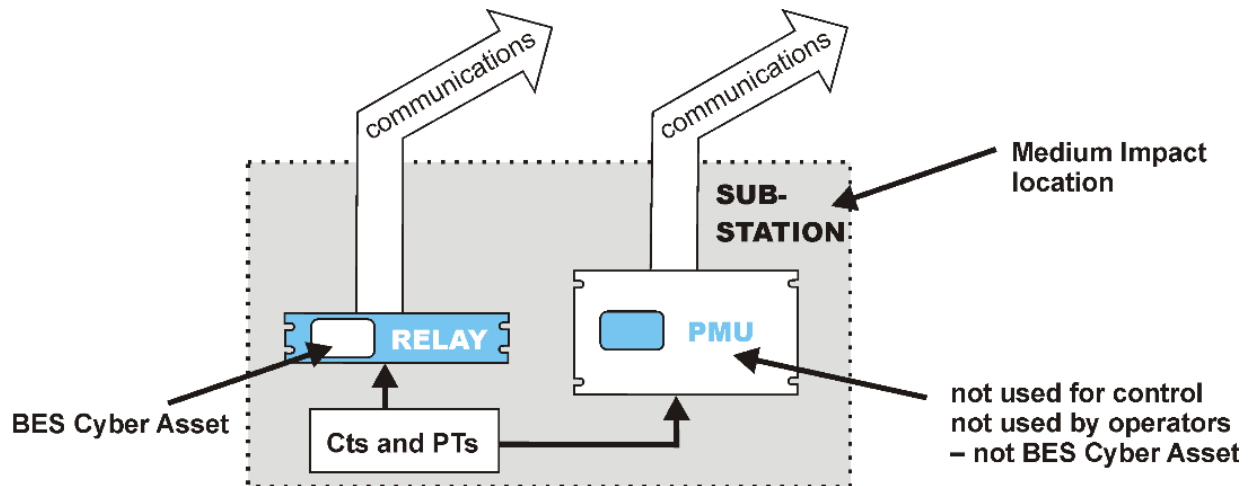 communications
communications
Medium Impact
location
SUB-
STATION
RELAY
PMU
BES Cyber Asset
Cts and PTs
not used for control
not used by operators
– not BES Cyber Asset